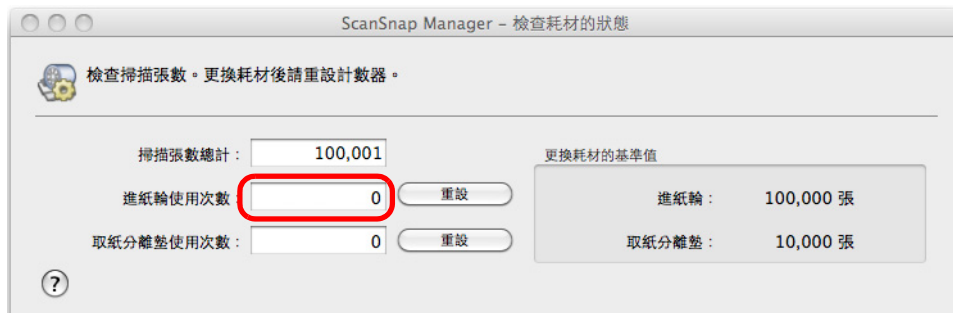 ScanSnap Manager – 檢查耗材的狀態
檢查掃描張數。更換耗材後請重設計數器。
掃描張數總計： 100,001
更換耗材的基準值
進紙輪使用次數： 0 重設
進紙輪： 100,000 張
取紙分離墊使用次數： 0 重設
取紙分離墊： 10,000 張
?